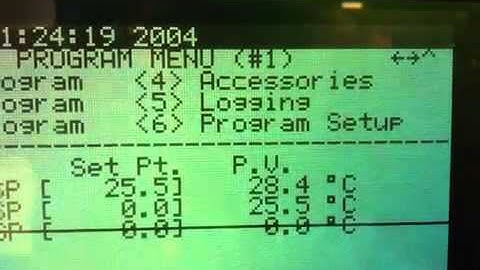 1:24:19 2004
PROGRAM MENU (#1) ←→^
ogram <4> Accessories
ogram <5> Logging
ogram <6> Program Setup
Set Pt. P.V.
SP [ 25.5] 28.4 °C
SP [ 0.0] 25.5 °C
SP [ 0.0] 0.0 °C